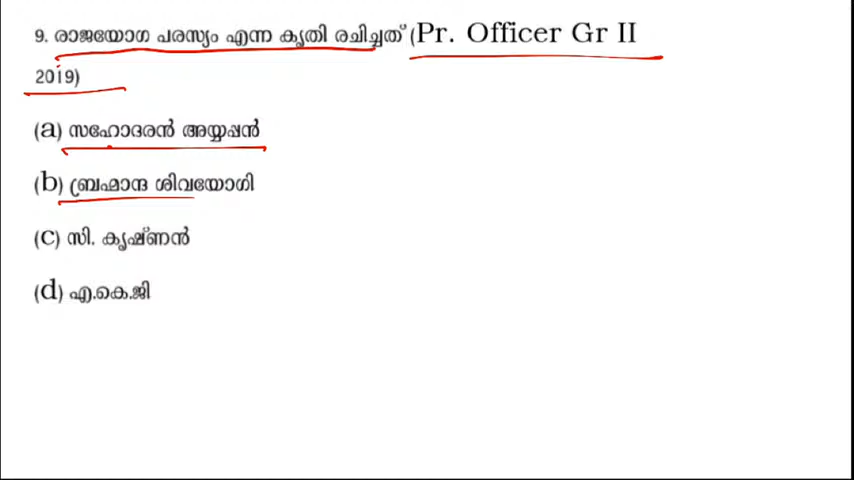 9. രാജയോഗ പരസ്യം എന്ന കൃതി രചിച്ചത് (Pr. Officer Gr II
2019)
(a) സഹോദരൻ അയ്യപ്പൻ
(b) ബ്രഹ്മാന്ദ ശിവയോഗി
(c) സി. കൃഷ്ണൻ
(d) എ.കെ.ജി